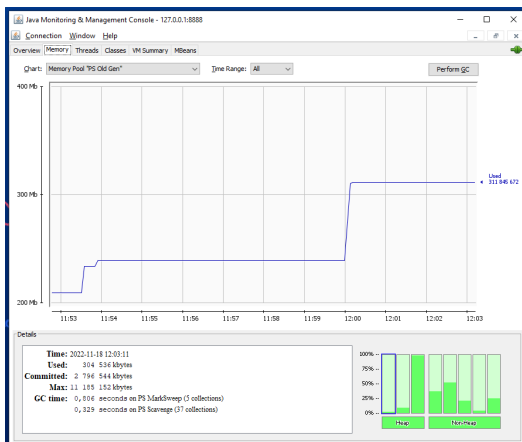 Java Monitoring & Management Console - 127.0.0.1:8888
Connection Window Help
Overview Memory Threads Classes VM Summary MBeans
Chart: Memory Pool "PS Old Gen" Time Range: All Perform GC
400 Mb
300 Mb
200 Mb
Used
311 845 672
11:53 11:54 11:55 11:56 11:57 11:58 11:59 12:00 12:01 12:02 12:03
Details
Time: 2022-11-18 12:03:11
Used: 304 536 kbytes
Committed: 2 796 544 kbytes
Max: 11 185 152 kbytes
GC time: 0,806 seconds on PS MarkSweep (5 collections)
0,329 seconds on PS Scavenge (37 collections)
100% --
75% --
50% --
25% --
0% --
Heap Non-Heap